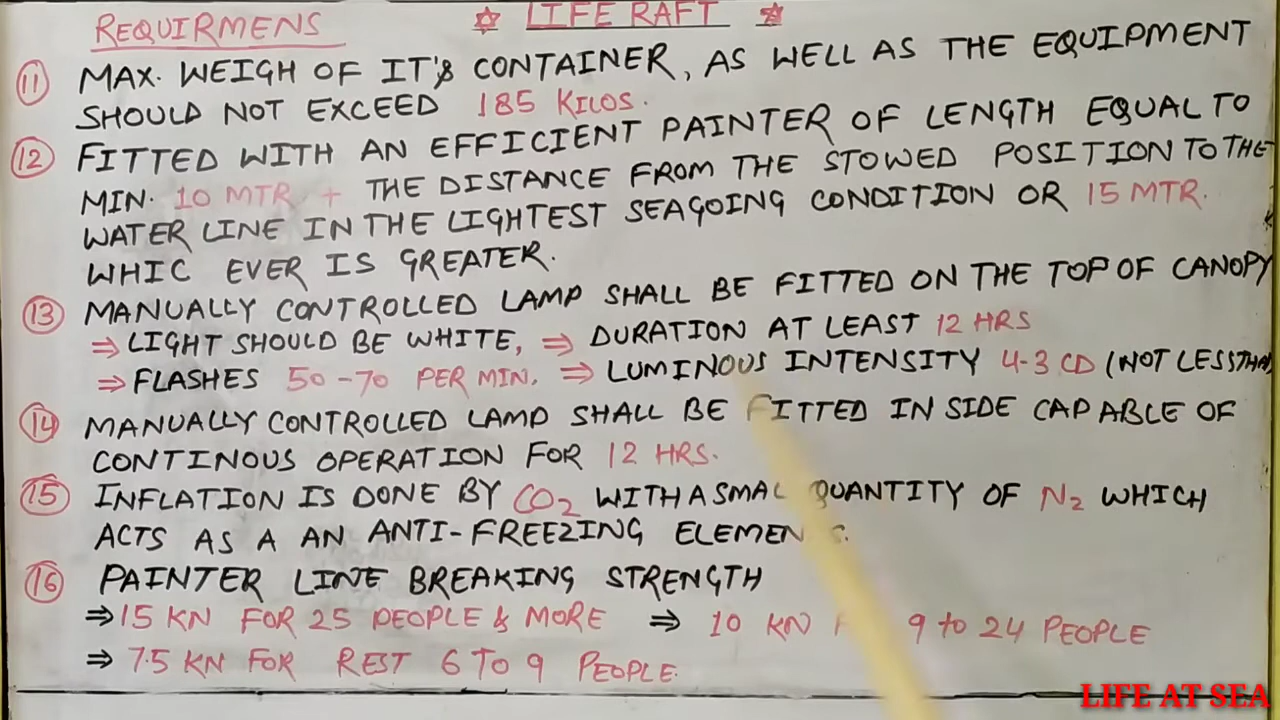 REQUIRMENS
LIFE RAFT
11 MAX. WEIGH OF IT'S CONTAINER, AS WELL AS THE EQUIPMENT
SHOULD NOT EXCEED 185 KILOS.
12 FITTED WITH AN EFFICIENT PAINTER OF LENGTH EQUAL TO
MIN. 10 MTR + THE DISTANCE FROM THE STOWED POSITION TO THE
WATER LINE IN THE LIGHTEST SEAGOING CONDITION OR 15 MTR.
WHIC EVER IS GREATER.
13 MANUALLY CONTROLLED LAMP SHALL BE FITTED ON THE TOP OF CANOPY
⇒ LIGHT SHOULD BE WHITE, ⇒ DURATION AT LEAST 12 HRS
⇒ FLASHES 50-70 PER MIN. ⇒ LUMINOUS INTENSITY 4-3 CD (NOT LESS THAN
14 MANUALLY CONTROLLED LAMP SHALL BE FITTED IN SIDE CAPABLE OF
CONTINOUS OPERATION FOR 12 HRS.
15 INFLATION IS DONE BY CO2 WITH A SMAL QUANTITY OF N2 WHICH
ACTS AS A AN ANTI-FREEZING ELEMEN
16 PAINTER LINE BREAKING STRENGTH
⇒ 15 KN FOR 25 PEOPLE & MORE ⇒ 10 KN 9 to 24 PEOPLE
⇒ 7.5 KN FOR REST 6 TO 9 PEOPLE.
LIFE AT SEA